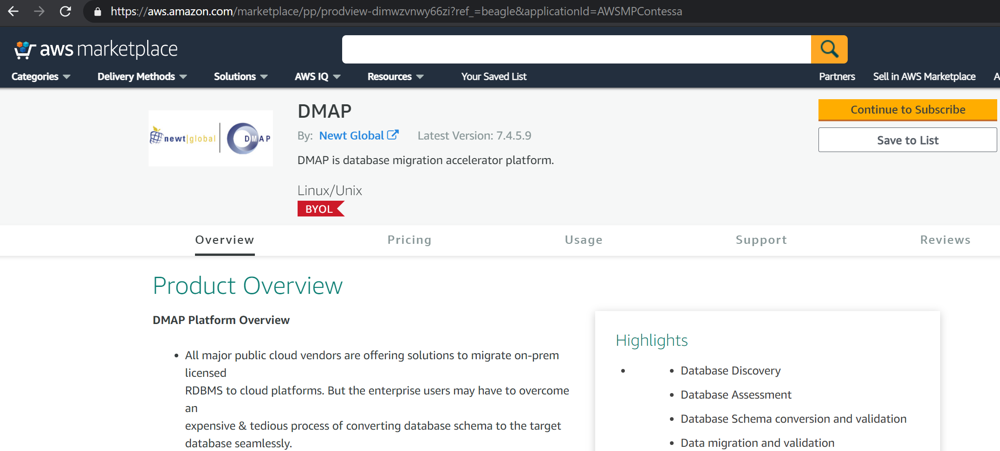 https://aws.amazon.com/marketplace/pp/prodview-dimwzvnwy66zi?ref_=beagle&applicationId=AWSMPContessa
aws marketplace
Categories Delivery Methods Solutions AWS IQ Resources Your Saved List Partners Sell in AWS Marketplace A
DMAP
Continue to Subscribe
newt|global | DMAP
By: Newt Global Latest Version: 7.4.5.9
Save to List
DMAP is database migration accelerator platform.
Linux/Unix
BYOL
Overview Pricing Usage Support Reviews
Product Overview
DMAP Platform Overview
• All major public cloud vendors are offering solutions to migrate on-prem
licensed
RDBMS to cloud platforms. But the enterprise users may have to overcome
an
expensive & tedious process of converting database schema to the target
database seamlessly.
Highlights
• • Database Discovery
• Database Assessment
• Database Schema conversion and validation
• Data migration and validation